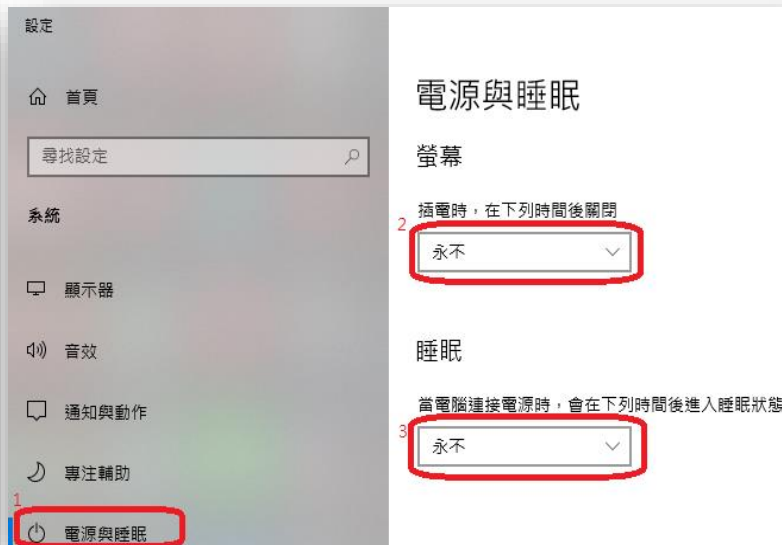 設定
首頁
尋找設定
系統
顯示器
音效
通知與動作
專注輔助
1
電源與睡眠
電源與睡眠
螢幕
插電時，在下列時間後關閉
2
永不
睡眠
當電腦連接電源時，會在下列時間後進入睡眠狀態
3
永不